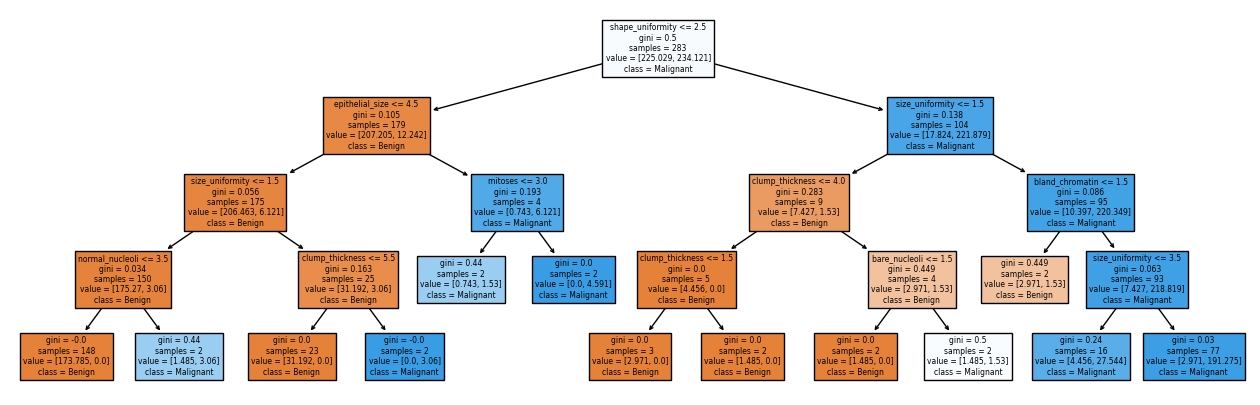 shape_uniformity <= 2.5
gini = 0.5
samples = 283
value = [225.029, 234.121]
class = Malignant
epithelial_size <= 4.5
gini = 0.105
samples = 179
value = [207.205, 12.242]
class = Benign
size_uniformity <= 1.5
gini = 0.138
samples = 104
value = [17.824, 221.879]
class = Malignant
size_uniformity <= 1.5
gini = 0.056
samples = 175
value = [206.463, 6.121]
class = Benign
mitoses <= 3.0
gini = 0.193
samples = 4
value = [0.743, 6.121]
class = Malignant
clump_thickness <= 4.0
gini = 0.283
samples = 9
value = [7.427, 1.53]
class = Benign
bland_chromatin <= 1.5
gini = 0.086
samples = 95
value = [10.397, 220.349]
class = Malignant
normal_nucleoli <= 3.5
gini = 0.034
samples = 150
value = [175.27, 3.06]
class = Benign
clump_thickness <= 5.5
gini = 0.163
samples = 25
value = [31.192, 3.06]
class = Benign
gini = 0.44
samples = 2
value = [0.743, 1.53]
class = Malignant
gini = 0.0
samples = 2
value = [0.0, 4.591]
class = Malignant
clump_thickness <= 1.5
gini = 0.0
samples = 5
value = [4.456, 0.0]
class = Benign
bare_nucleoli <= 1.5
gini = 0.449
samples = 4
value = [2.971, 1.53]
class = Benign
gini = 0.449
samples = 2
value = [2.971, 1.53]
class = Benign
size_uniformity <= 3.5
gini = 0.063
samples = 93
value = [7.427, 218.819]
class = Malignant
gini = -0.0
samples = 148
value = [173.785, 0.0]
class = Benign
gini = 0.44
samples = 2
value = [1.485, 3.06]
class = Malignant
gini = 0.0
samples = 23
value = [31.192, 0.0]
class = Benign
gini = -0.0
samples = 2
value = [0.0, 3.06]
class = Malignant
gini = 0.0
samples = 3
value = [2.971, 0.0]
class = Benign
gini = 0.0
samples = 2
value = [1.485, 0.0]
class = Benign
gini = 0.0
samples = 2
value = [1.485, 0.0]
class = Benign
gini = 0.5
samples = 2
value = [1.485, 1.53]
class = Malignant
gini = 0.24
samples = 16
value = [4.456, 27.544]
class = Malignant
gini = 0.03
samples = 77
value = [2.971, 191.275]
class = Malignant